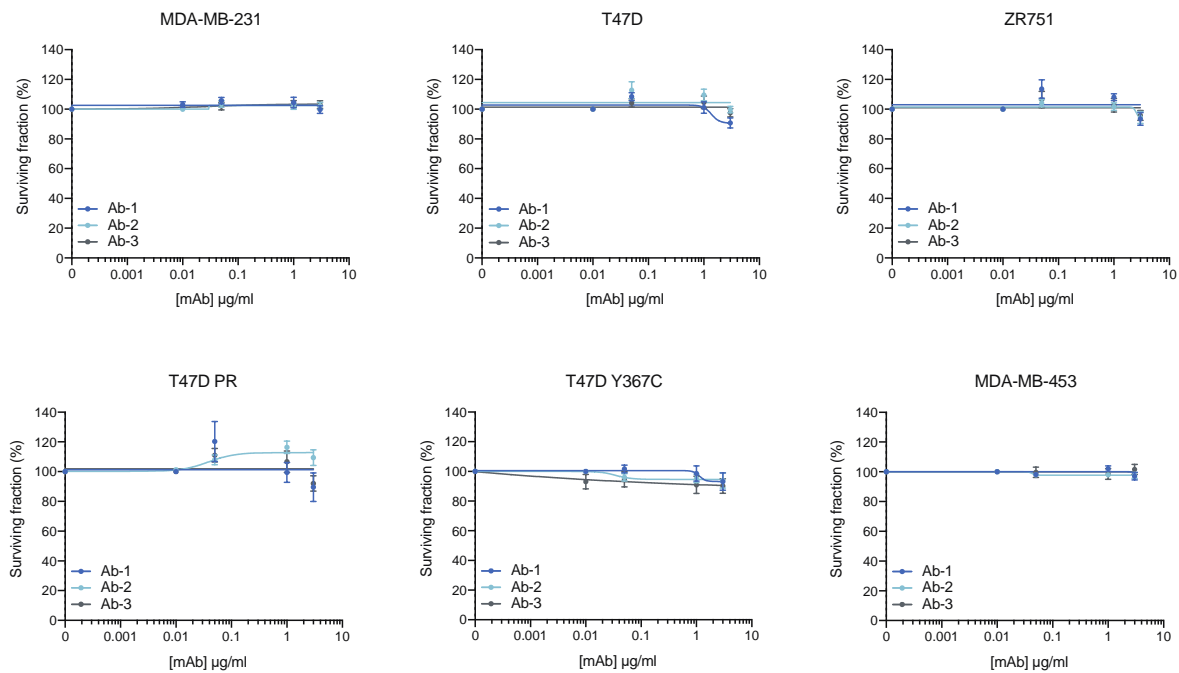 MDA-MB-231
T47D
ZR751
Surviving fraction (%)
140
120
100
80
60
40
20
0
Ab-1
Ab-2
Ab-3
0 0.001 0.01 0.1 1 10
[mAb] µg/ml
Surviving fraction (%)
140
120
100
80
60
40
20
0
Ab-1
Ab-2
Ab-3
0 0.001 0.01 0.1 1 10
[mAb] µg/ml
Surviving fraction (%)
140
120
100
80
60
40
20
0
Ab-1
Ab-2
Ab-3
0 0.001 0.01 0.1 1 10
[mAb] µg/ml
T47D PR
T47D Y367C
MDA-MB-453
Surviving fraction (%)
140
120
100
80
60
40
20
0
Ab-1
Ab-2
Ab-3
0 0.001 0.01 0.1 1 10
[mAb] µg/ml
Surviving fraction (%)
140
120
100
80
60
40
20
0
Ab-1
Ab-2
Ab-3
0 0.001 0.01 0.1 1 10
[mAb] µg/ml
Surviving fraction (%)
140
120
100
80
60
40
20
0
Ab-1
Ab-2
Ab-3
0 0.001 0.01 0.1 1 10
[mAb] µg/ml